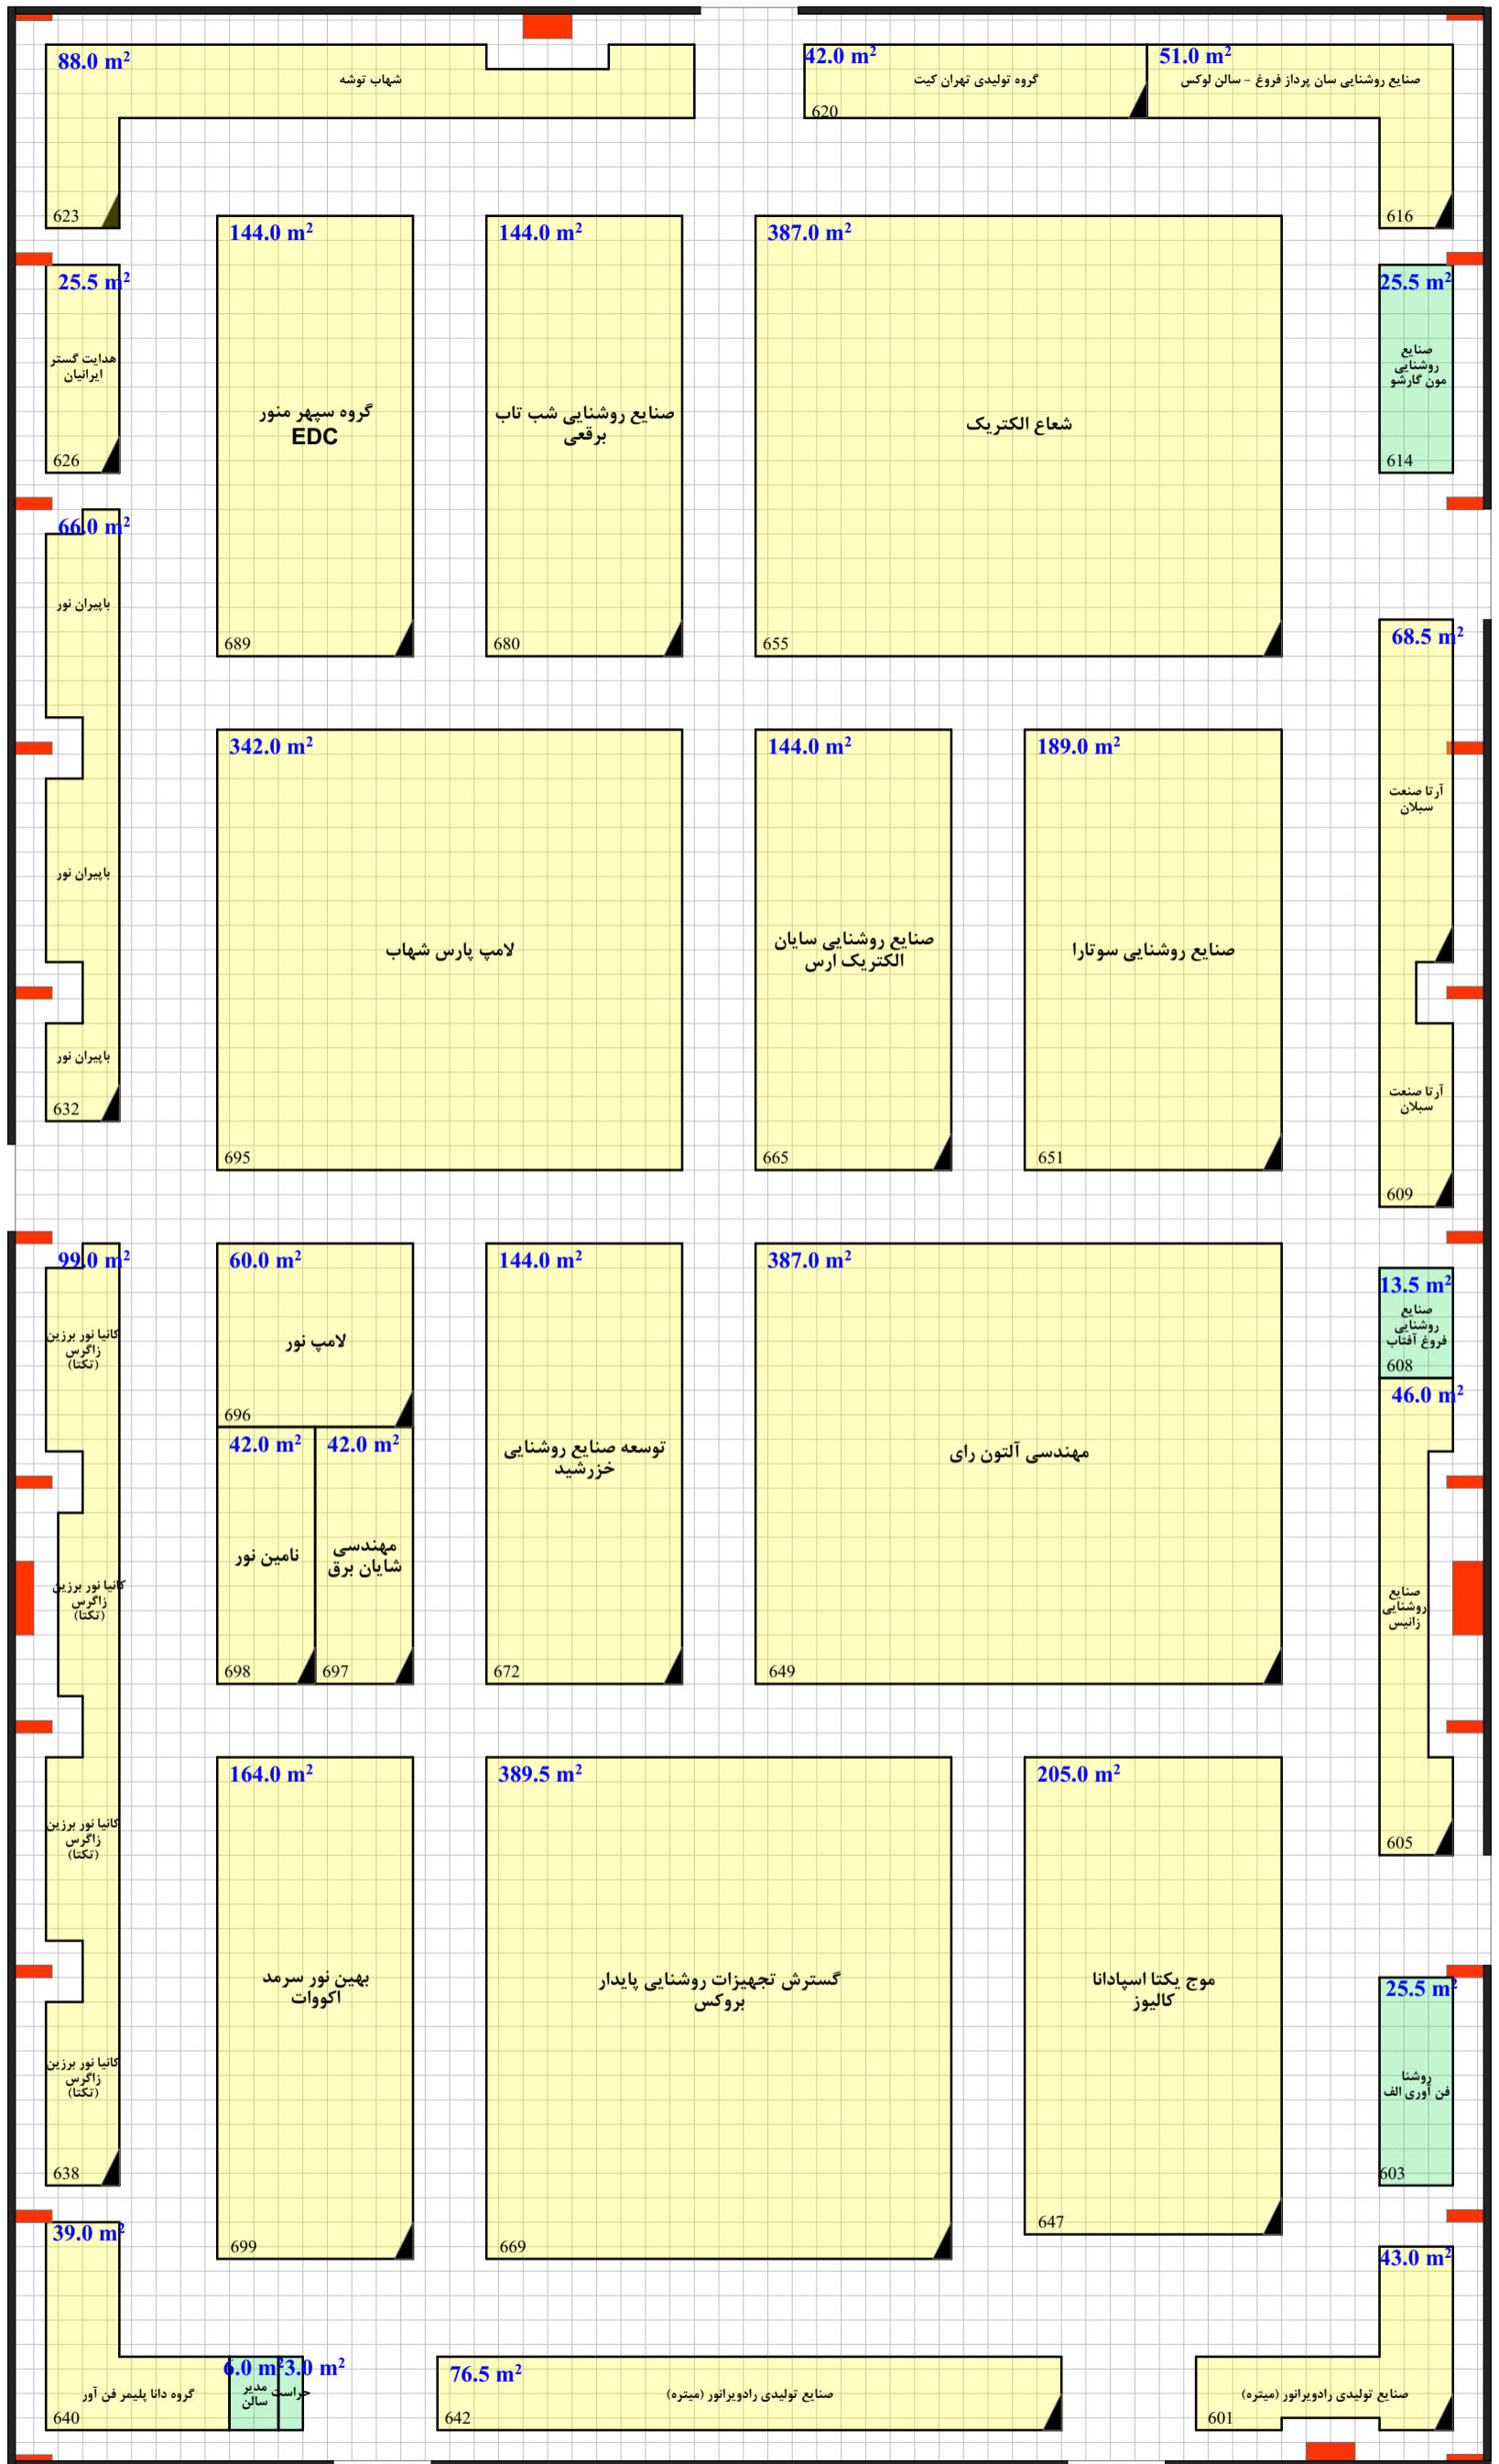 88.0 m²
شهاب توشه
623
42.0 m²
گروه تولیدی تهران کیت
620
51.0 m²
صنایع روشنایی سان پرداز فروغ - سالن لوکس
616
25.5 m²
هدایت گستر
ایرانیان
626
144.0 m²
گروه سپهر منور
EDC
689
144.0 m²
صنایع روشنایی شب تاب
برقعی
680
387.0 m²
شعاع الکتریک
655
25.5 m²
صنایع
روشنایی
مون گارشو
614
66.0 m²
باپیران نور
باپیران نور
باپیران نور
632
342.0 m²
لامپ پارس شهاب
695
144.0 m²
صنایع روشنایی سایان
الکتریک ارس
665
189.0 m²
صنایع روشنایی سوتارا
651
68.5 m²
آرتا صنعت
سبلان
آرتا صنعت
سبلان
609
99.0 m²
کانیا نور برزین
زاگرس
(تکتا)
کانیا نور برزین
زاگرس
(تکتا)
کانیا نور برزین
زاگرس
(تکتا)
کانیا نور برزین
زاگرس
(تکتا)
638
60.0 m²
لامپ نور
696
42.0 m²
نامین نور
698
42.0 m²
مهندسی
شایان برق
697
144.0 m²
توسعه صنایع روشنایی
خزرشید
672
387.0 m²
مهندسی آلتون رای
649
13.5 m²
صنایع
روشنایی
فروغ آفتاب
608
46.0 m²
صنایع
روشنایی
زانیس
605
164.0 m²
بهین نور سرمد
اکووات
699
389.5 m²
گسترش تجهیزات روشنایی پایدار
بروکس
669
205.0 m²
موج یکتا اسپادانا
کالیوز
647
25.5 m²
روشنا
فن آوری الف
603
39.0 m²
گروه دانا پلیمر فن آور
640
6.0 m²
مدیر
سالن
3.0 m²
حراست
76.5 m²
صنایع تولیدی رادویرانور (میتره)
642
43.0 m²
صنایع تولیدی رادویرانور (میتره)
601